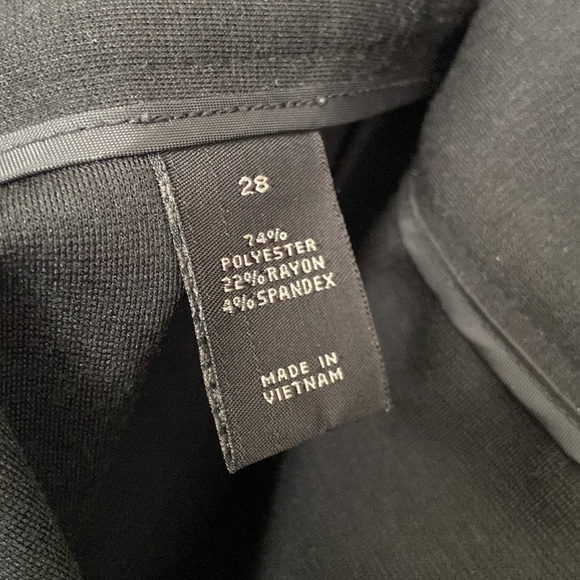 28
74%
POLYESTER
22% RAYON
4% SPANDEX
MADE IN
VIETNAM